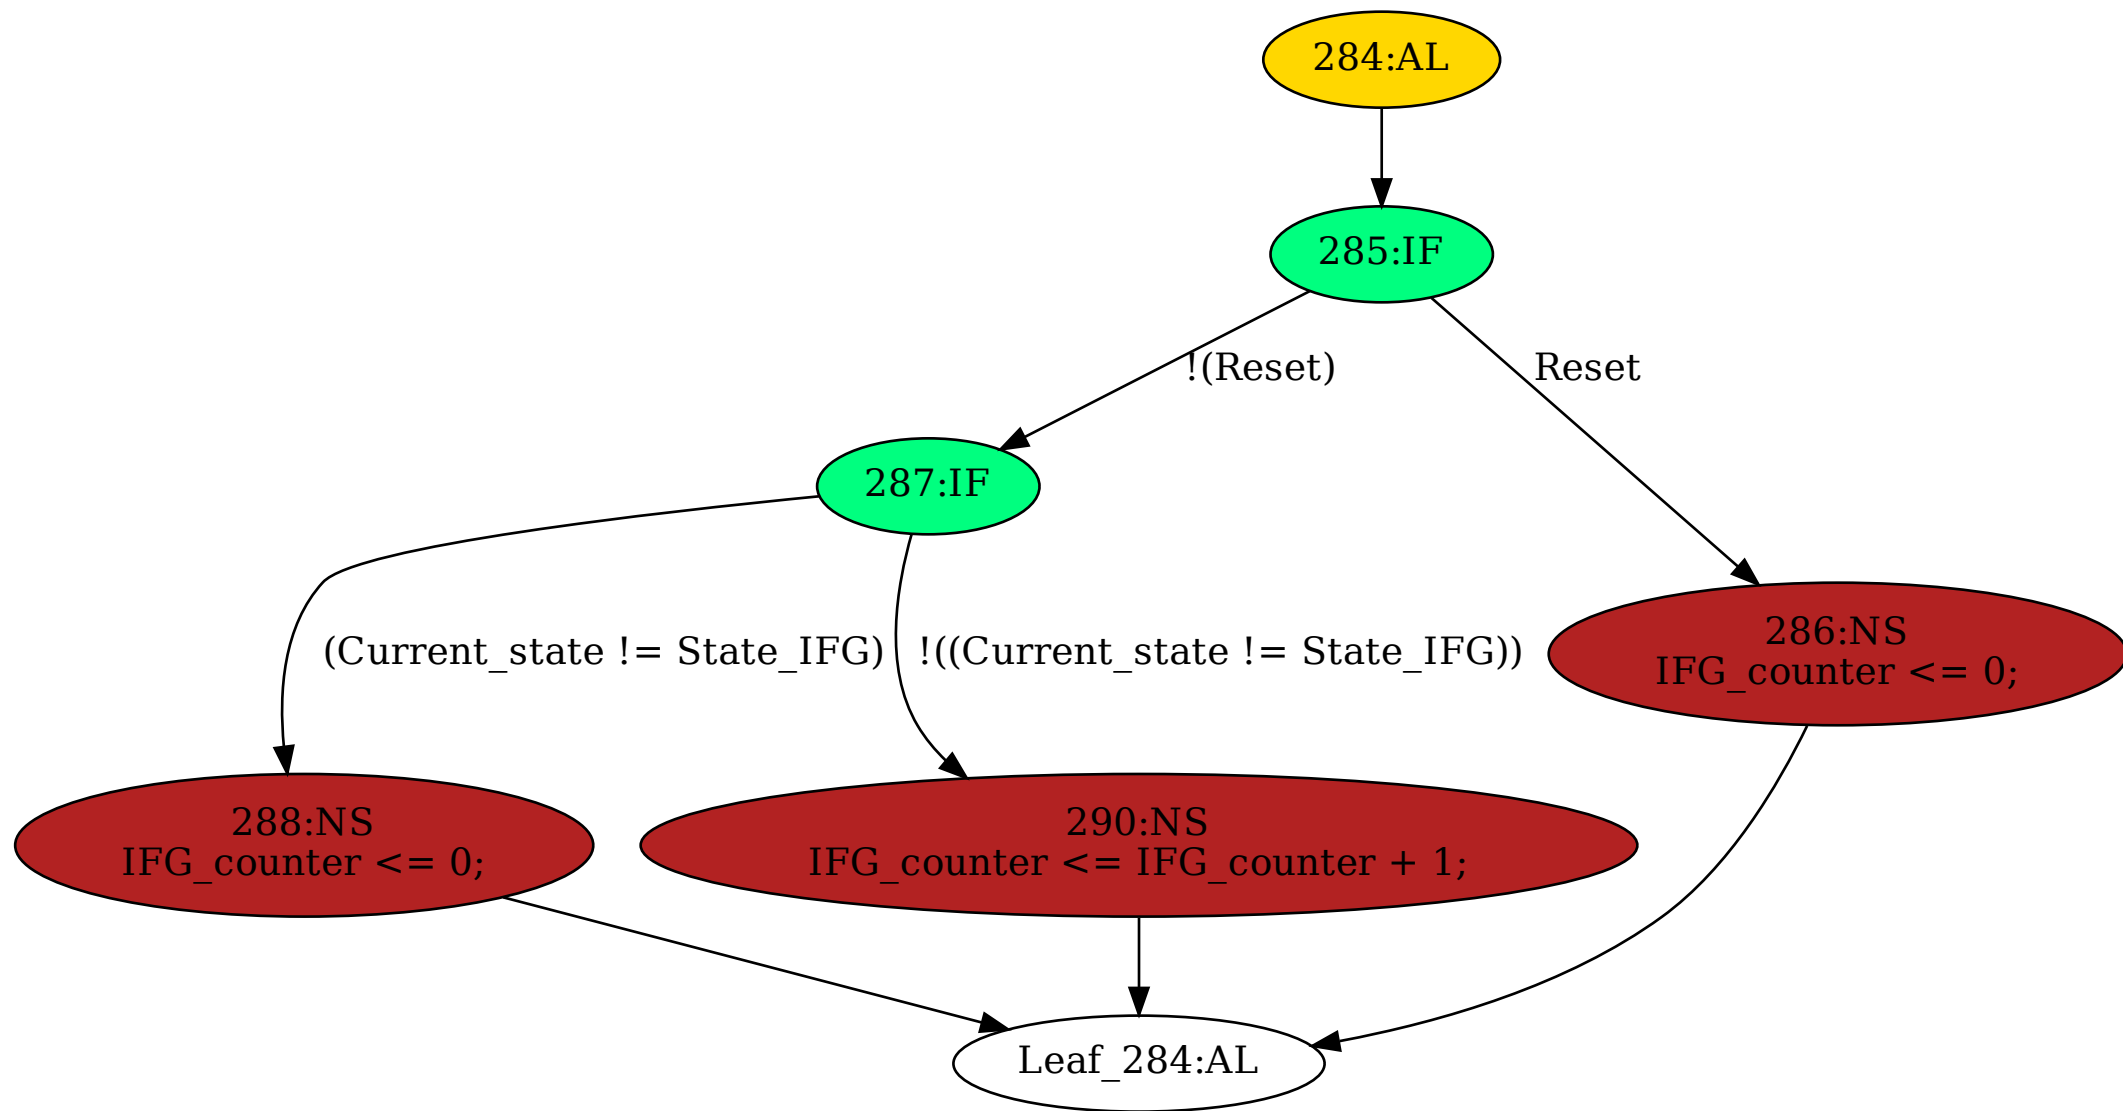 284:AL
285:IF
!(Reset)
Reset
287:IF
(Current_state != State_IFG)
!((Current_state != State_IFG))
286:NS
IFG_counter <= 0;
288:NS
IFG_counter <= 0;
290:NS
IFG_counter <= IFG_counter + 1;
Leaf_284:AL